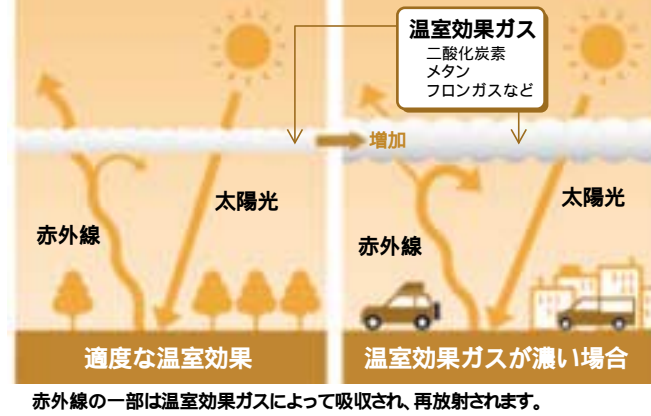 温室効果ガス
二酸化炭素
メタン
フロンガスなど
増加
太陽光
赤外線
太陽光
赤外線
適度な温室効果
温室効果ガスが濃い場合
赤外線の一部は温室効果ガスによって吸収され、再放射されます。